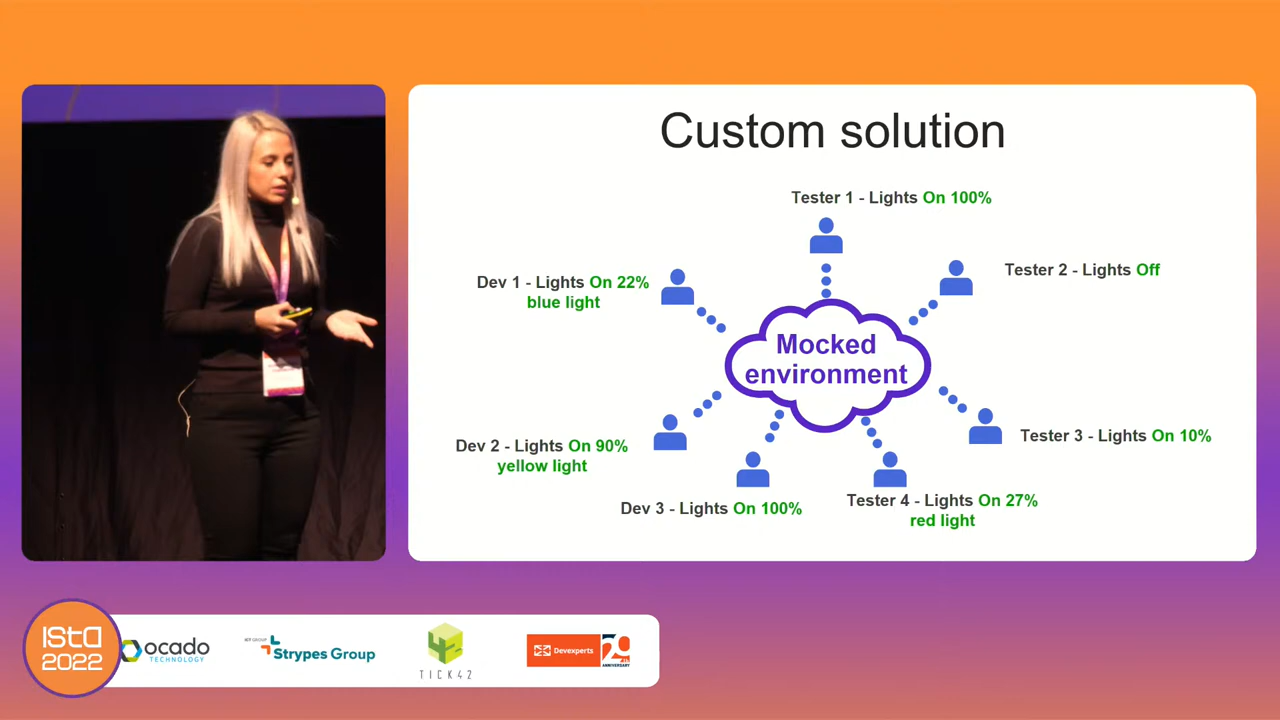 Custom solution
Tester 1 - Lights On 100%
Tester 2 - Lights Off
Dev 1 - Lights On 22%
blue light
Mocked
environment
Tester 3 - Lights On 10%
Dev 2 - Lights On 90%
yellow light
Dev 3 - Lights On 100%
Tester 4 - Lights On 27%
red light
ISTA
2022
ocado
TECHNOLOGY
Strypes Group
TICK42
Devexperts
20
ANNIVERSARY